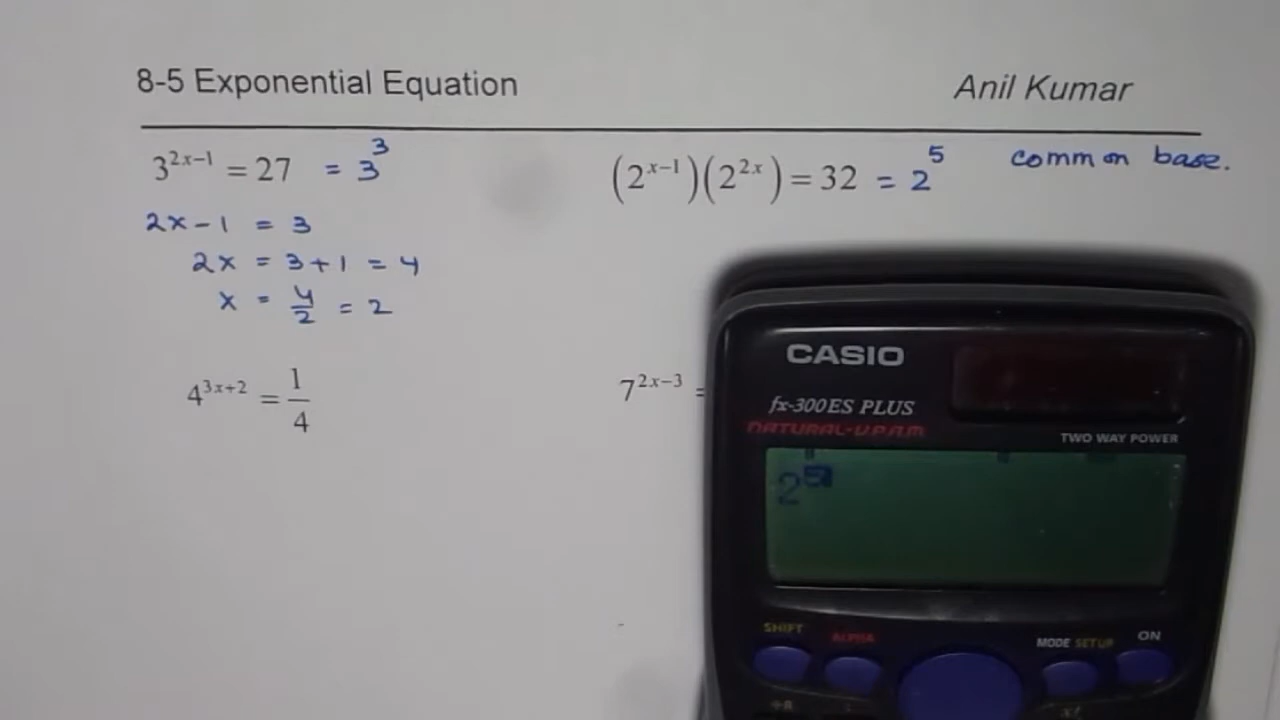 8-5 Exponential Equation Anil Kumar
3^{2x-1} = 27 = 3^3
2x - 1 = 3
2x = 3 + 1 = 4
x = 4/2 = 2
(2^{x-1})(2^{2x}) = 32 = 2^5 common base.
4^{3x+2} = 1/4
7^{2x-3} =
CASIO
fx-300ES PLUS
NATURAL-V.P.A.M.
TWO WAY POWER
2^5
SHIFT ALPHA MODE SETUP ON